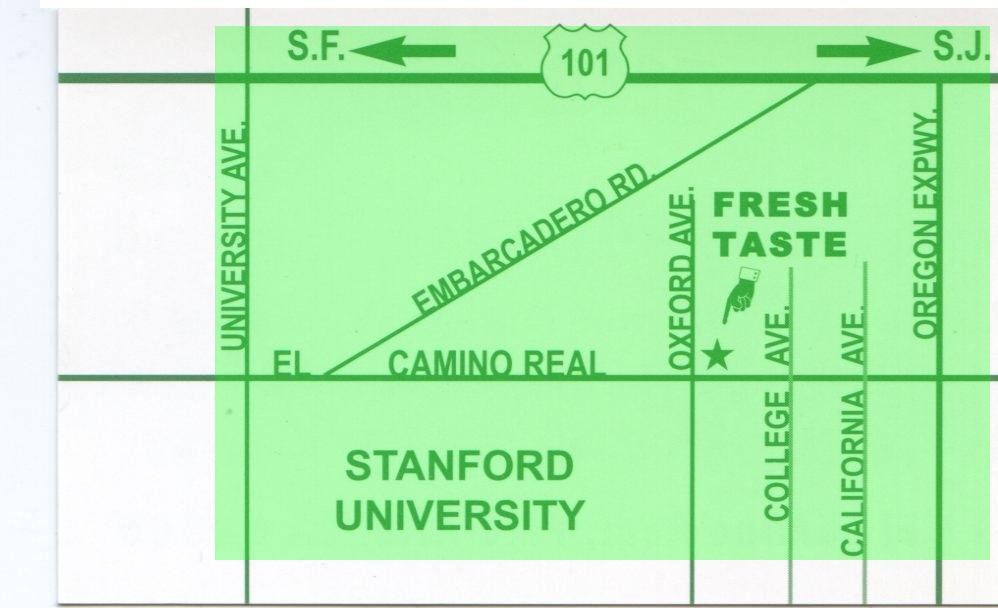 S.F.
101
S.J.
UNIVERSITY AVE.
EMBARCADERO RD.
OXFORD AVE.
FRESH
TASTE
OREGON EXPWY.
EL CAMINO REAL
COLLEGE AVE.
CALIFORNIA AVE.
STANFORD
UNIVERSITY